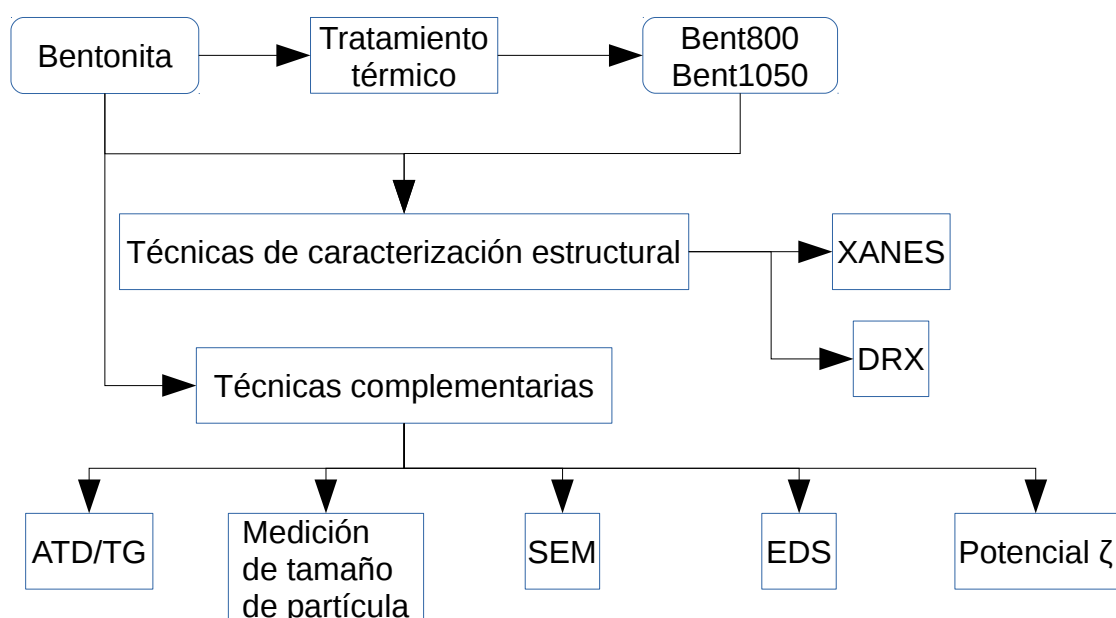 Bentonita
Tratamiento
térmico
Bent800
Bent1050
Técnicas de caracterización estructural
XANES
DRX
Técnicas complementarias
ATD/TG
Medición
de tamaño
de partícula
SEM
EDS
Potencial ζ